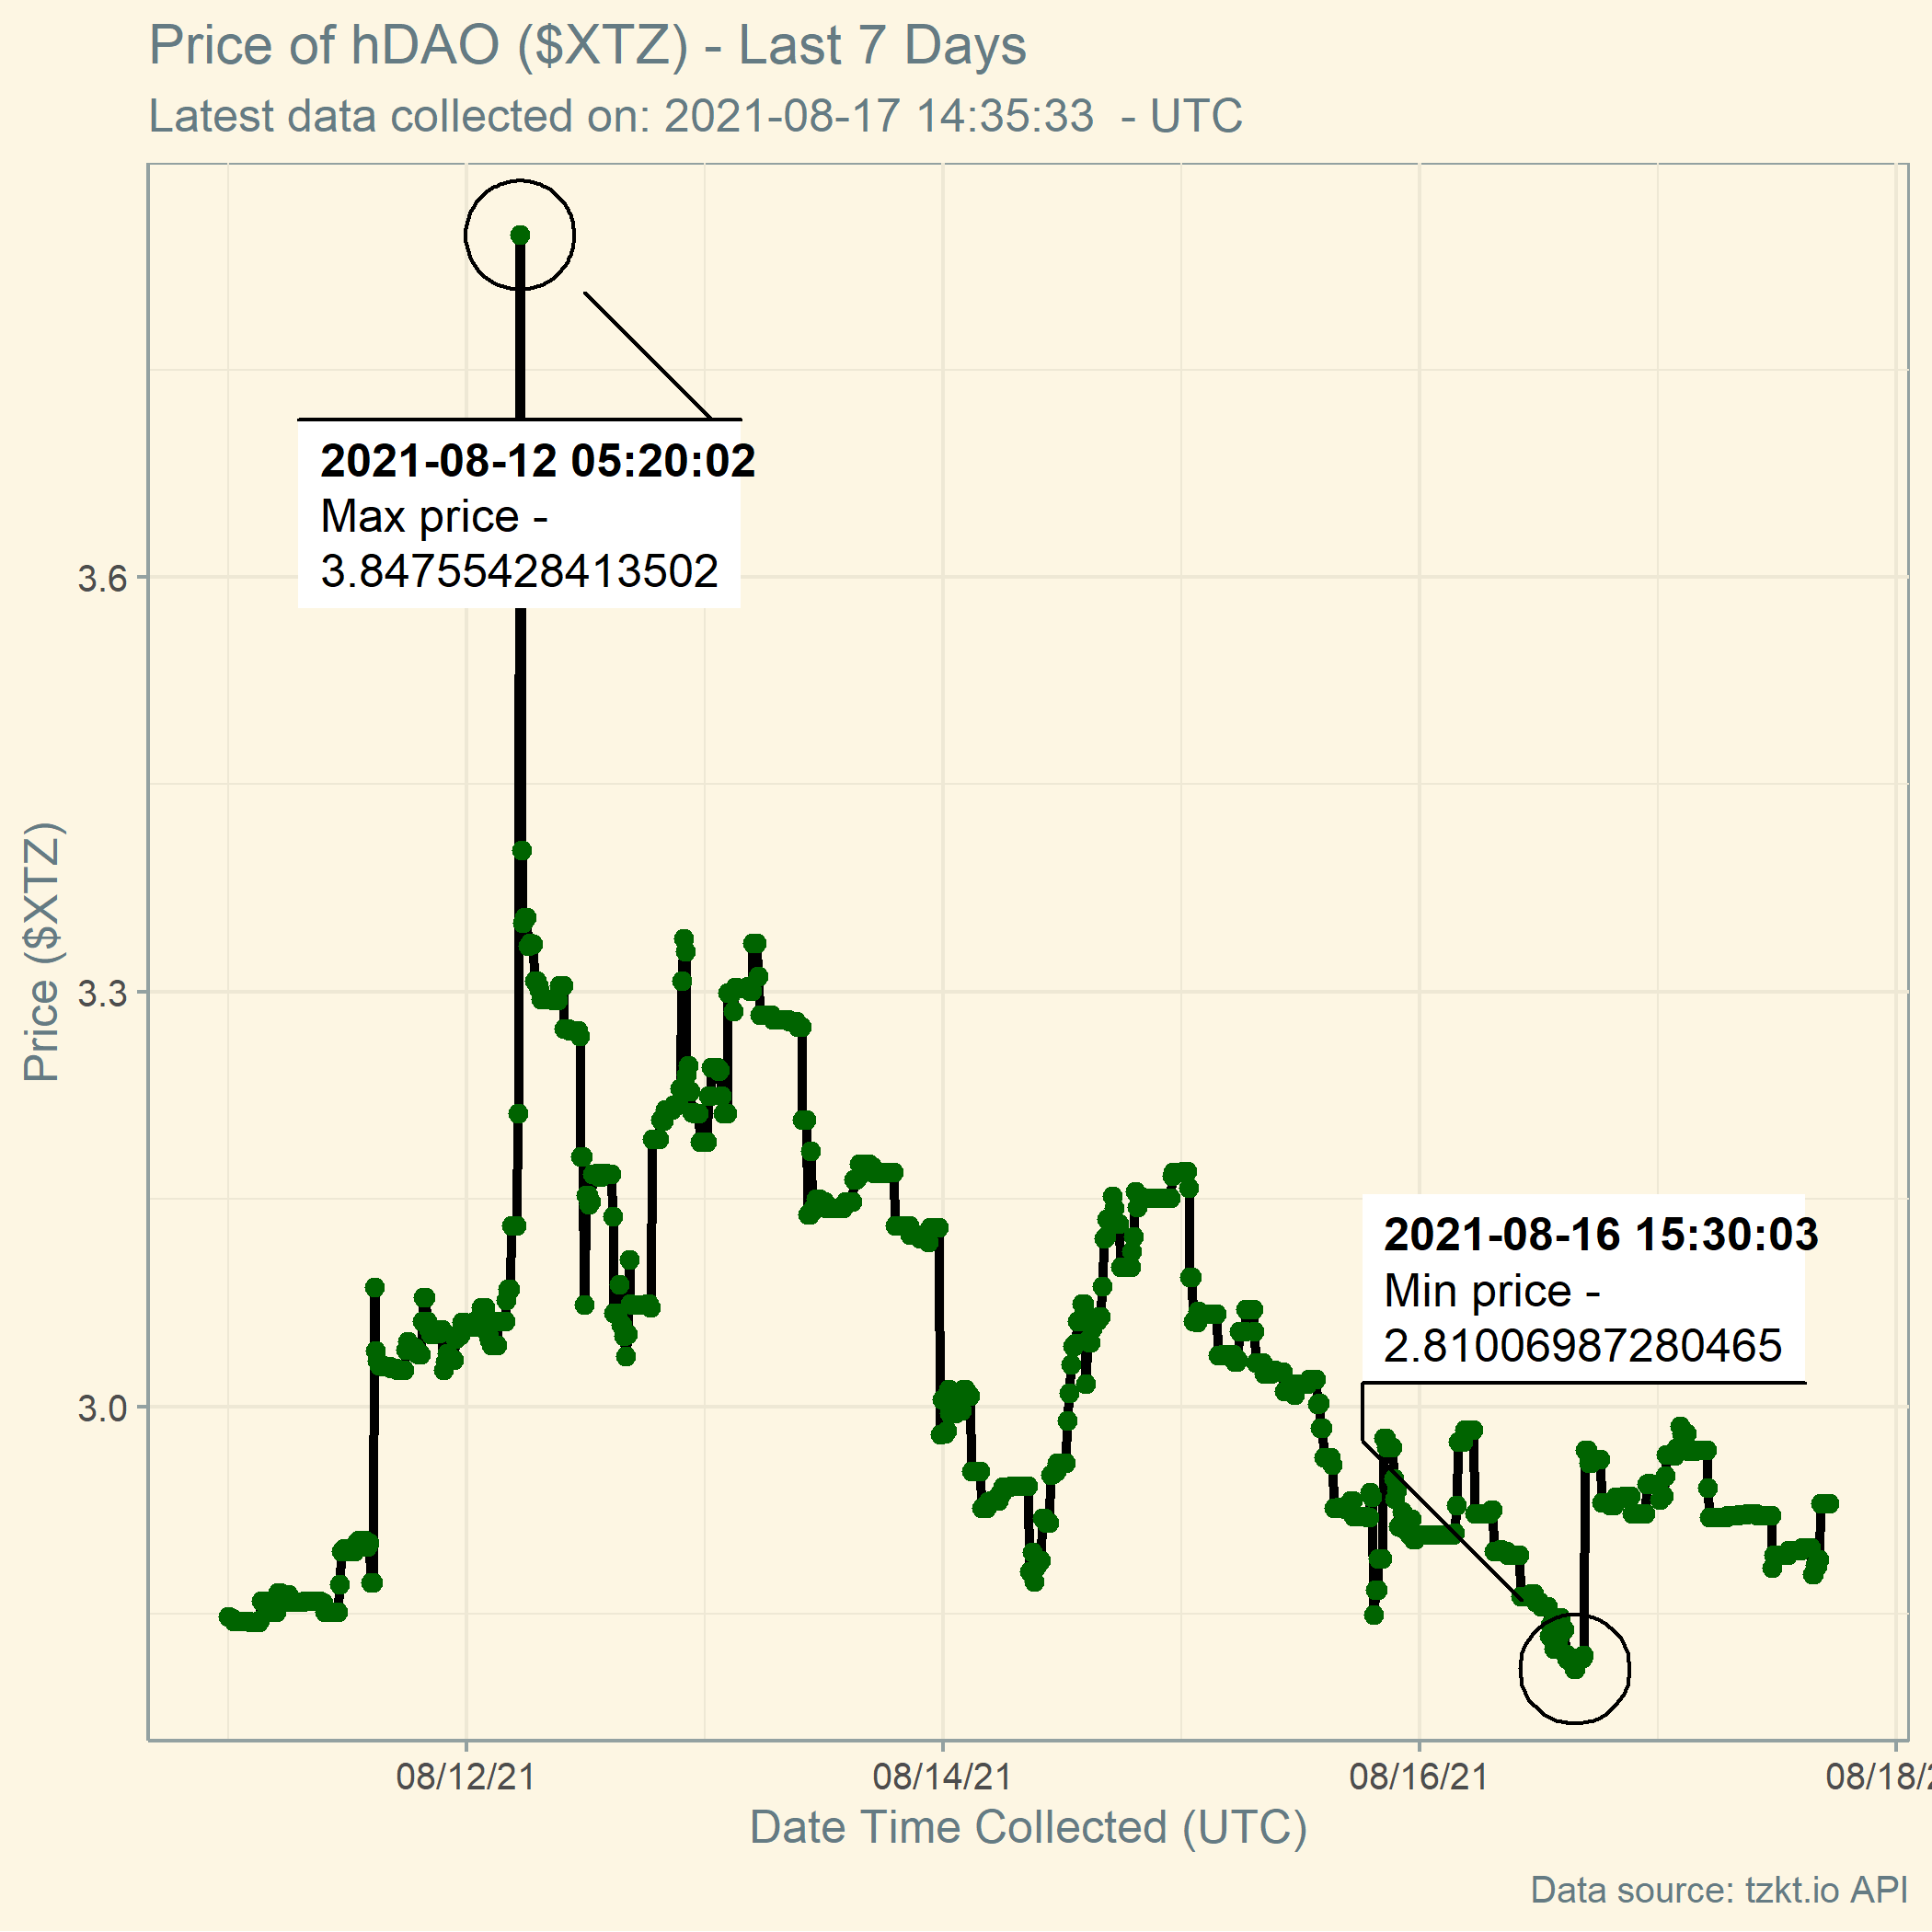 Price of hDAO ($XTZ) - Last 7 Days
Latest data collected on: 2021-08-17 14:35:33  - UTC
2021-08-12 05:20:02
Max price -
3.84755428413502
3.6
3.3
3.0
Price ($XTZ)
2021-08-16 15:30:03
Min price -
2.81006987280465
08/12/21
08/14/21
08/16/21
08/18/2
Date Time Collected (UTC)
Data source: tzkt.io API